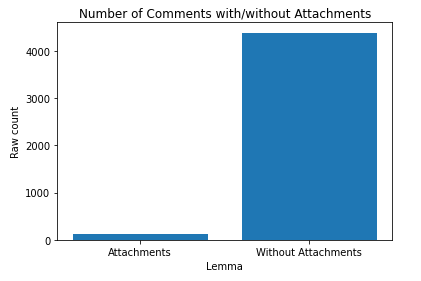 Number of Comments with/without Attachments
Raw count
4000
3000
2000
1000
0
Attachments
Without Attachments
Lemma